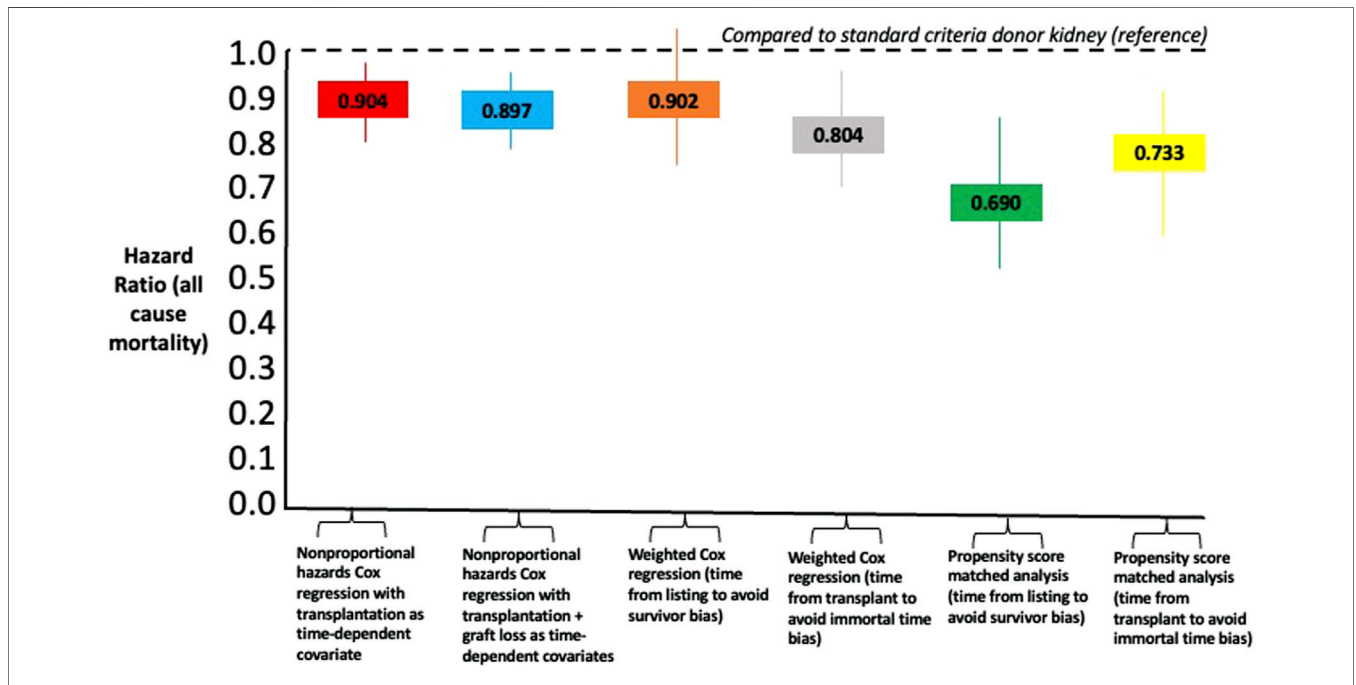 Compared to standard criteria donor kidney (reference)
1.0
0.9
0.8
0.7
0.6
0.5
0.4
0.3
0.2
0.1
0.0
Hazard
Ratio (all
cause
mortality)
0.904
0.897
0.902
0.804
0.690
0.733
Nonproportional
hazards Cox
regression with
transplantation as
time-dependent
covariate
Nonproportional
hazards Cox
regression with
transplantation +
graft loss as time-
dependent covariates
Weighted Cox
regression (time
from listing to avoid
survivor bias)
Weighted Cox
regression (time
from transplant to
avoid immortal time
bias)
Propensity score
matched analysis
(time from listing to
avoid survivor bias)
Propensity score
matched analysis
(time from
transplant to avoid
immortal time bias)